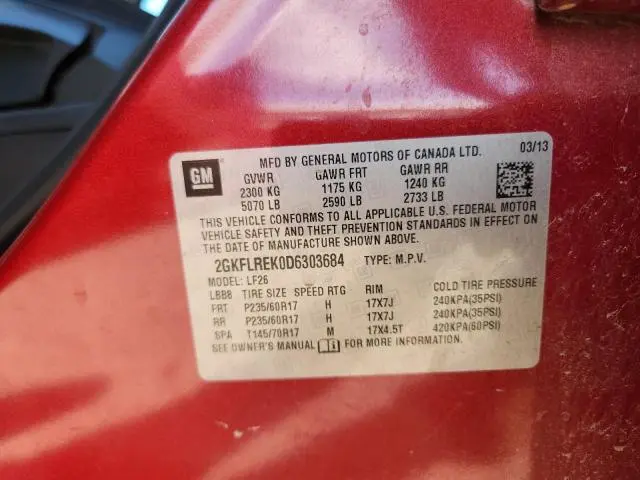 GM
MFD BY GENERAL MOTORS OF CANADA LTD. 03/13
GVWR GAWR FRT GAWR RR
2300 KG 1175 KG 1240 KG
5070 LB 2590 LB 2733 LB
THIS VEHICLE CONFORMS TO ALL APPLICABLE U.S. FEDERAL MOTOR
VEHICLE SAFETY AND THEFT PREVENTION STANDARDS IN EFFECT ON
THE DATE OF MANUFACTURE SHOWN ABOVE.
2GKFLREK0D6303684 TYPE: M.P.V.
MODEL: LF26
LBB8 TIRE SIZE SPEED RTG RIM COLD TIRE PRESSURE
FRT P235/60R17 H 17X7J 240KPA(35PSI)
RR P235/60R17 H 17X7J 240KPA(35PSI)
SPA T145/70R17 M 17X4.5T 420KPA(60PSI)
SEE OWNER'S MANUAL FOR MORE INFORMATION